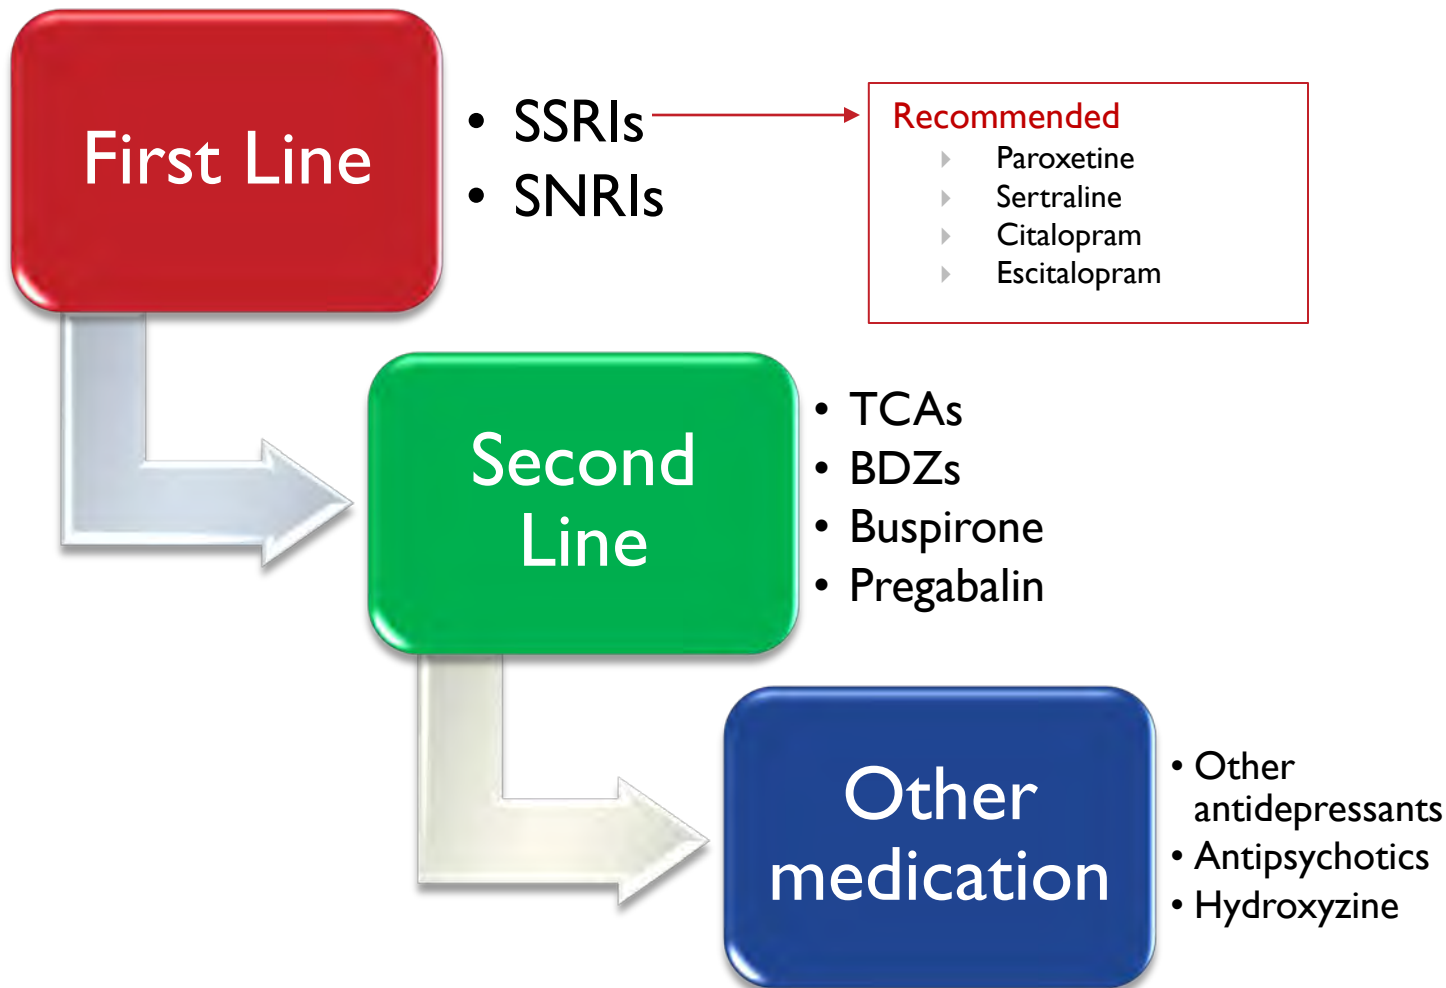 First Line
• SSRIs
• SNRIs
Recommended
Paroxetine
Sertraline
Citalopram
Escitalopram
Second
Line
• TCAs
• BDZs
• Buspirone
• Pregabalin
Other
medication
• Other
antidepressants
• Antipsychotics
• Hydroxyzine